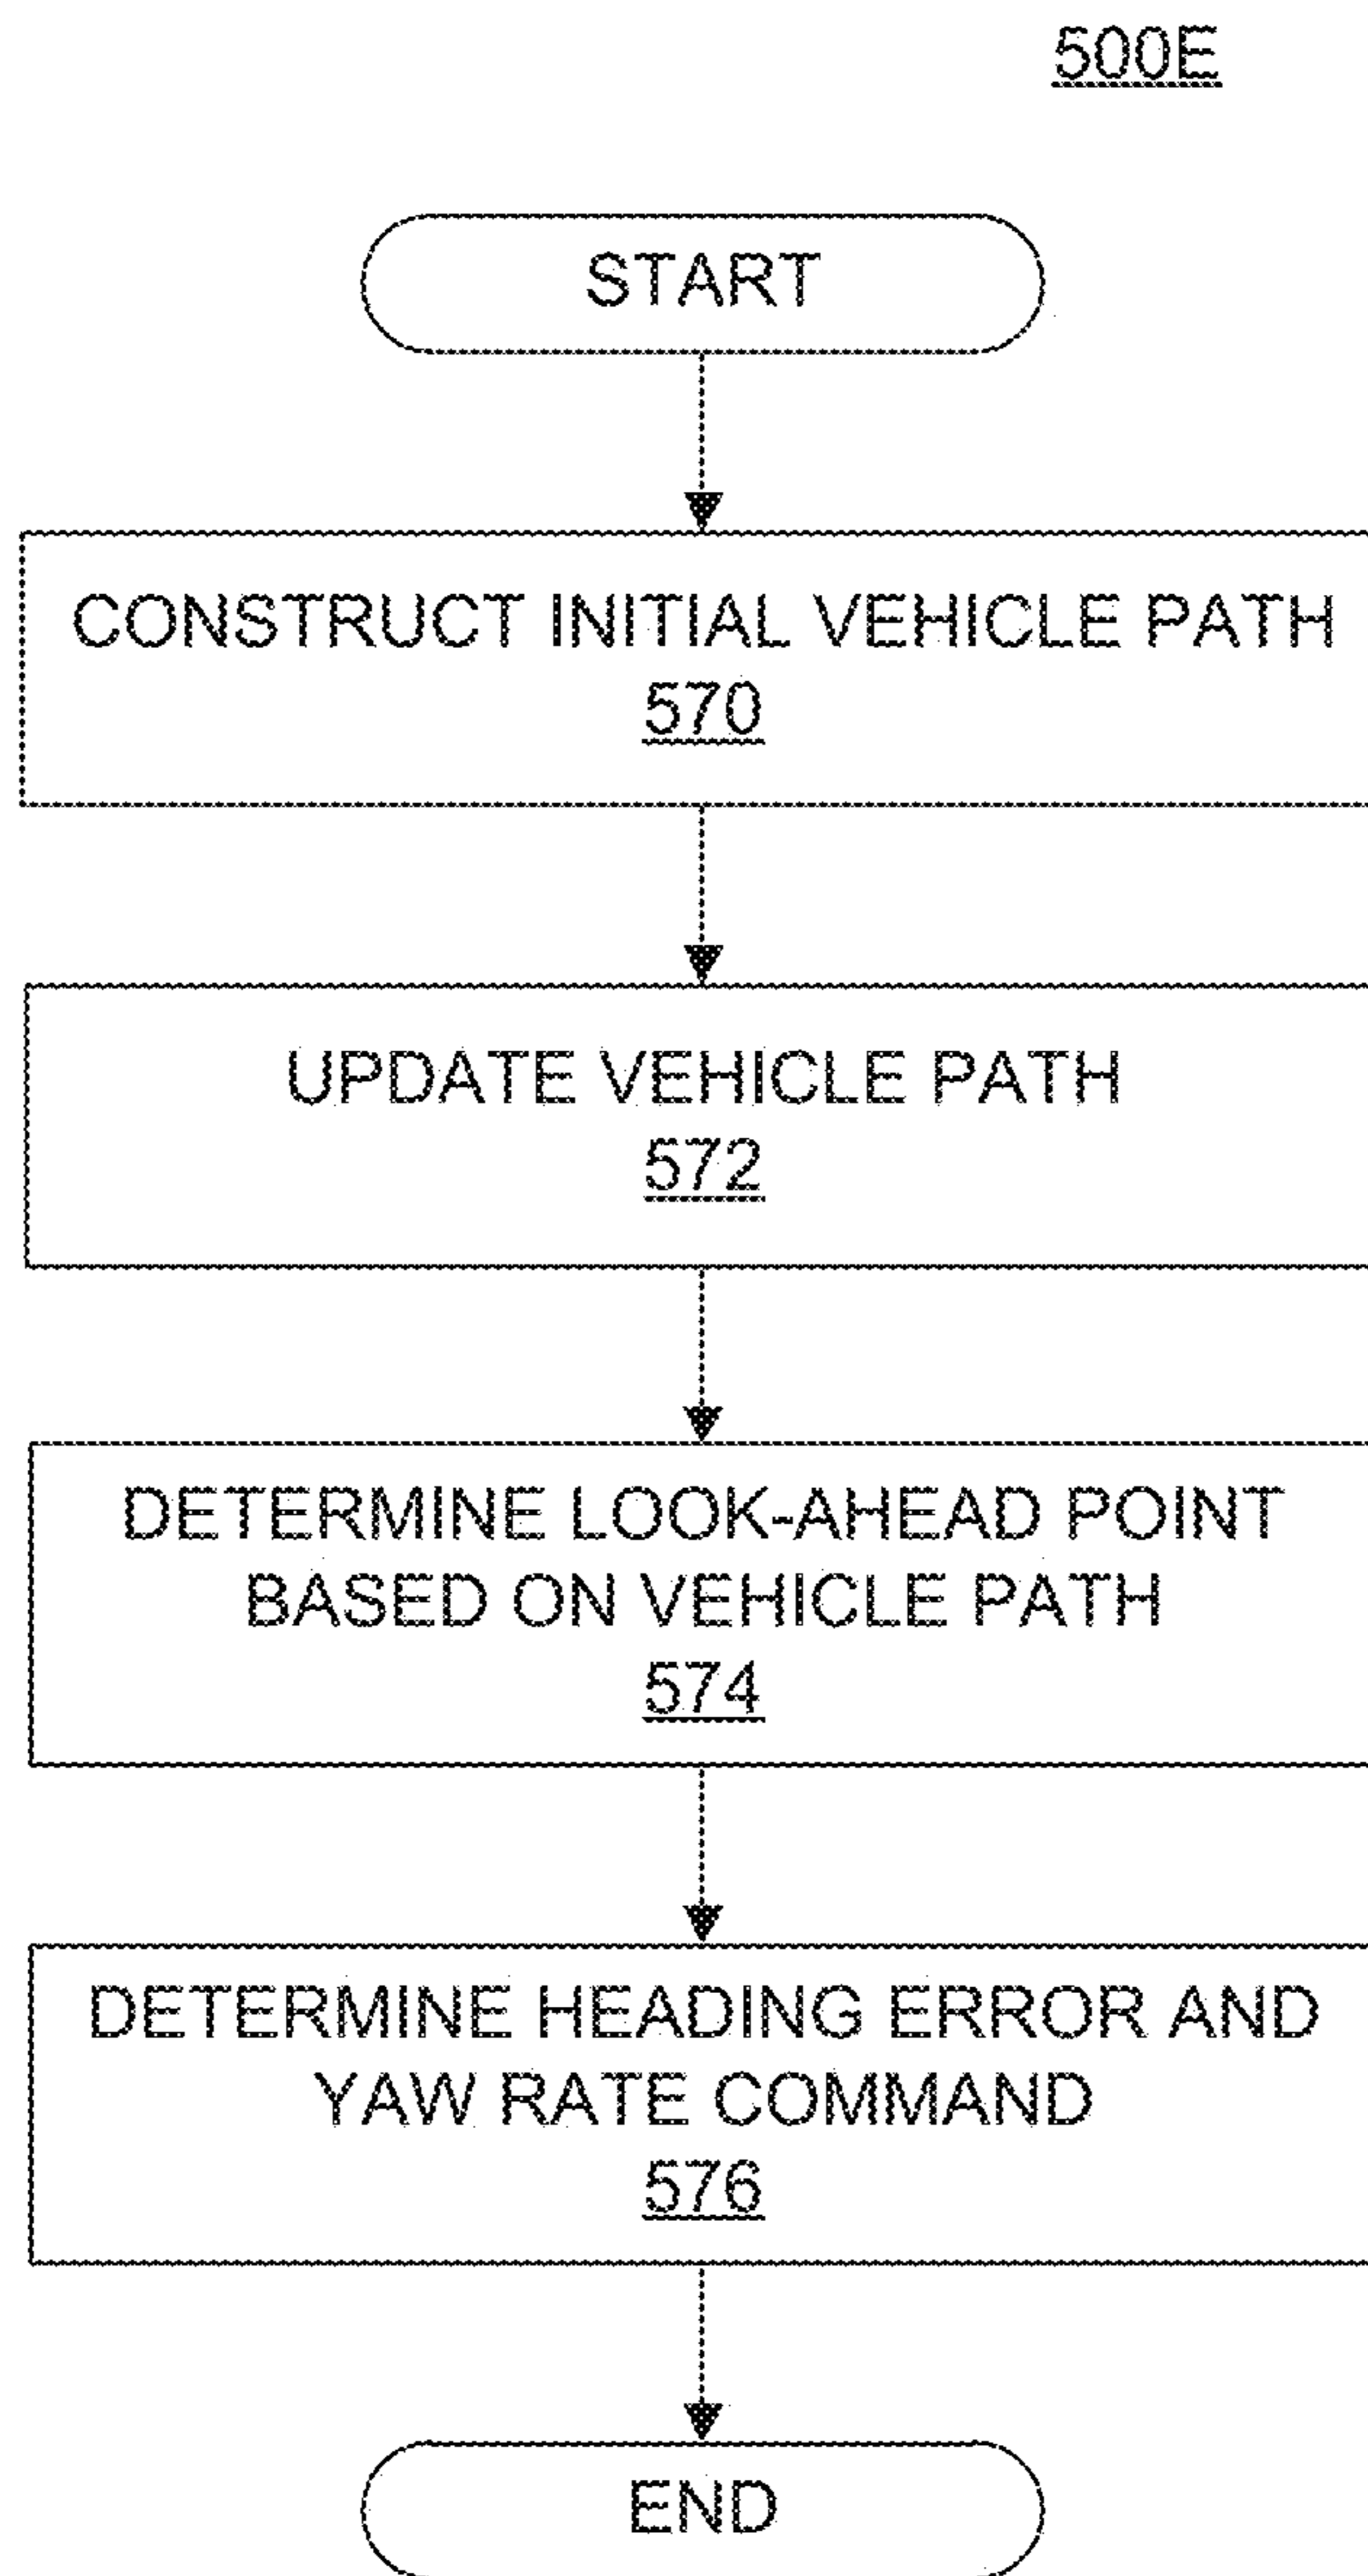 500E
START
CONSTRUCT INITIAL VEHICLE PATH
570
UPDATE VEHICLE PATH
572
DETERMINE LOOK-AHEAD POINT
BASED ON VEHICLE PATH
574
DETERMINE HEADING ERROR AND
YAW RATE COMMAND
576
END